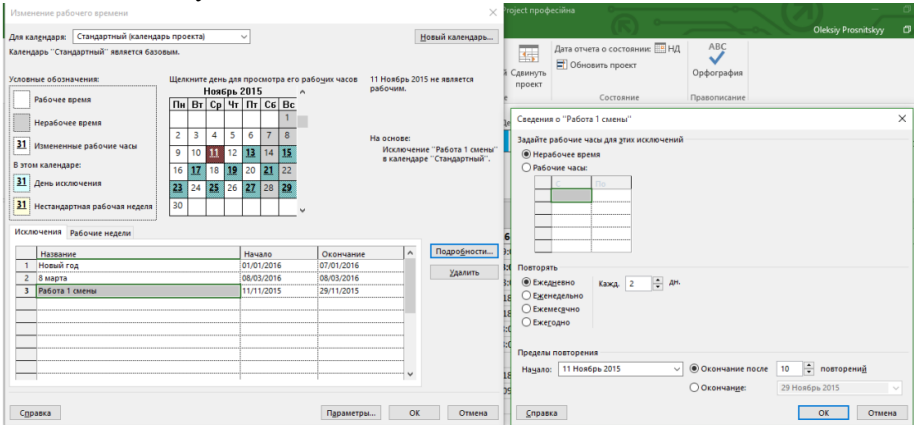 Изменение рабочего времени
Для календаря: Стандартный (календарь проекта)
Новый календарь...
Календарь "Стандартный" является базовым.
Условные обозначения:
Рабочее время
Нерабочее время
31 Измененные рабочие часы
В этом календаре:
31 День исключения
31 Нестандартная рабочая неделя
Щелкните день для просмотра его рабочих часов
Ноябрь 2015
Пн Вт Ср Чт Пт Сб Вс
1
2 3 4 5 6 7 8
9 10 11 12 13 14 15
16 17 18 19 20 21 22
23 24 25 26 27 28 29
30
11 Ноябрь 2015 не является
рабочим.
На основе:
Исключение "Работа 1 смены"
в календаре "Стандартный".
Исключения Рабочие недели
Название Начало Окончание
1 Новый год 01/01/2016 07/01/2016
2 8 марта 08/03/2016 08/03/2016
3 Работа 1 смены 11/11/2015 29/11/2015
Подробности...
Удалить
Справка Параметры... ОК Отмена
Project професійна
Oleksiy Prosnitskyy
Сдвинуть
проект
Дата отчета о состоянии: НД
Обновить проект
Состояние
ABC
Орфография
Правописание
Сведения о "Работа 1 смены"
Задайте рабочие часы для этих исключений
Нерабочее время
Рабочие часы:
С По
Повторять
Ежедневно
Еженедельно
Ежемесячно
Ежегодно
Кажд. 2 дн.
Пределы повторения
Начало: 11 Ноябрь 2015
Окончание после 10 повторений
Окончание: 29 Ноябрь 2015
Справка ОК Отмена